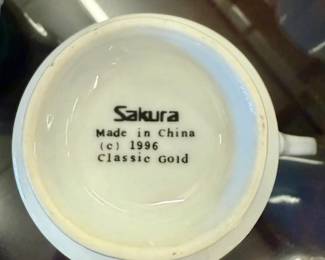 Sakura
Made in China
(c) 1996
Classic Gold